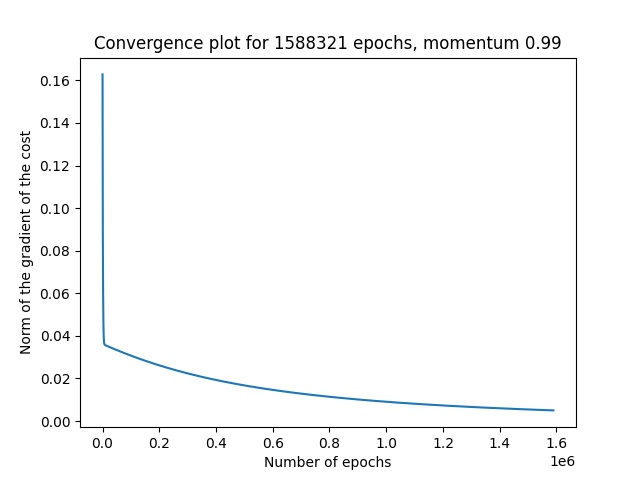 Convergence plot for 1588321 epochs, momentum 0.99
Norm of the gradient of the cost
0.16
0.14
0.12
0.10
0.08
0.06
0.04
0.02
0.00
0.0 0.2 0.4 0.6 0.8 1.0 1.2 1.4 1.6
1e6
Number of epochs